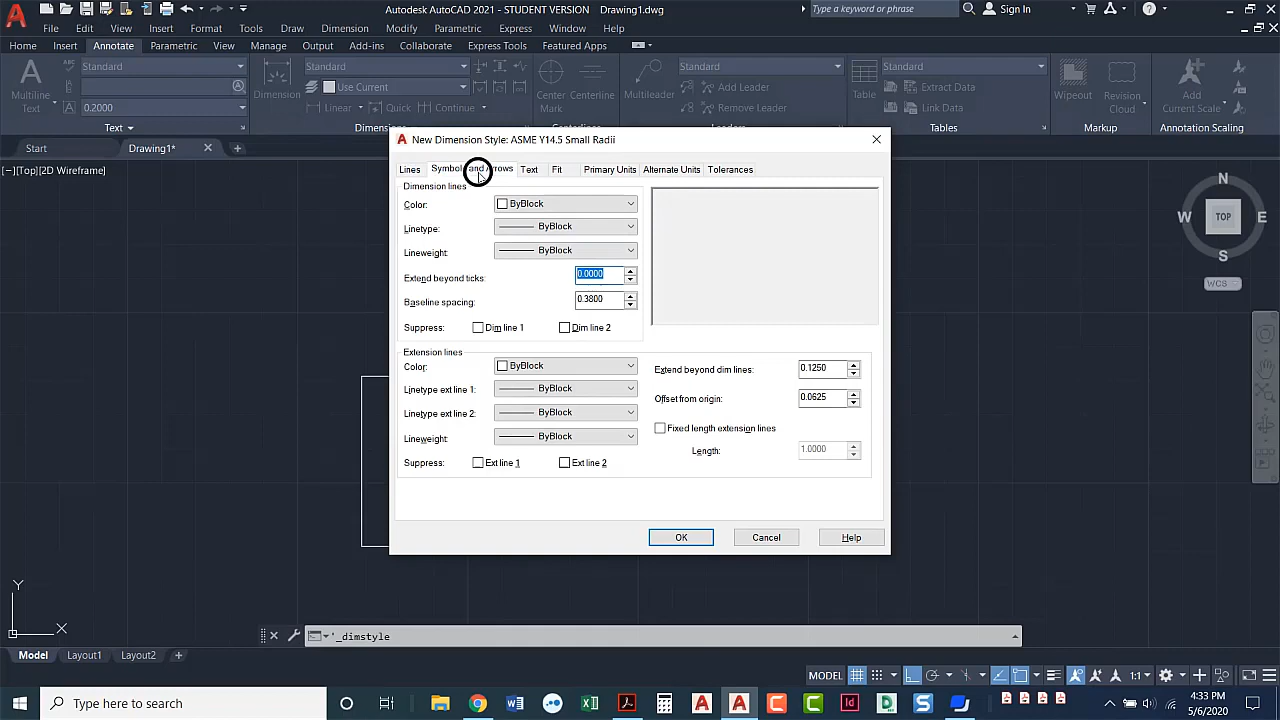 Autodesk AutoCAD 2021 - STUDENT VERSION Drawing1.dwg
Type a keyword or phrase
Sign In
File Edit View Insert Format Tools Draw Dimension Modify Parametric Express Window Help
Home Insert Annotate Parametric View Manage Output Add-ins Collaborate Express Tools Featured Apps
Multiline Text
Standard
0.2000
Text
Dimension
Standard
Use Current
Linear Quick Continue
Center Mark
Centerline
Multileader
Standard
Add Leader
Remove Leader
Table
Standard
Extract Data
Link Data
Tables
Wipeout
Revision Cloud
Markup
Add Current Scale
Annotation Scaling
Start Drawing1*
[−][Top][2D Wireframe]
New Dimension Style: ASME Y14.5 Small Radii
Lines Text Fit Primary Units Alternate Units Tolerances
Dimension lines
Color: ByBlock
Linetype: ByBlock
Lineweight: ByBlock
Extend beyond ticks: 0.0000
Baseline spacing: 0.3800
Suppress: Dim line 1 Dim line 2
Extension lines
Color: ByBlock
Linetype ext line 1: ByBlock
Linetype ext line 2: ByBlock
Lineweight: ByBlock
Suppress: Ext line 1 Ext line 2
Extend beyond dim lines: 0.1250
Offset from origin: 0.0625
Fixed length extension lines
Length: 1.0000
OK Cancel Help
N
W TOP E
S
WCS
Y
X
'_dimstyle
Model Layout1 Layout2
MODEL
1:1
Type here to search
4:33 PM
5/6/2020